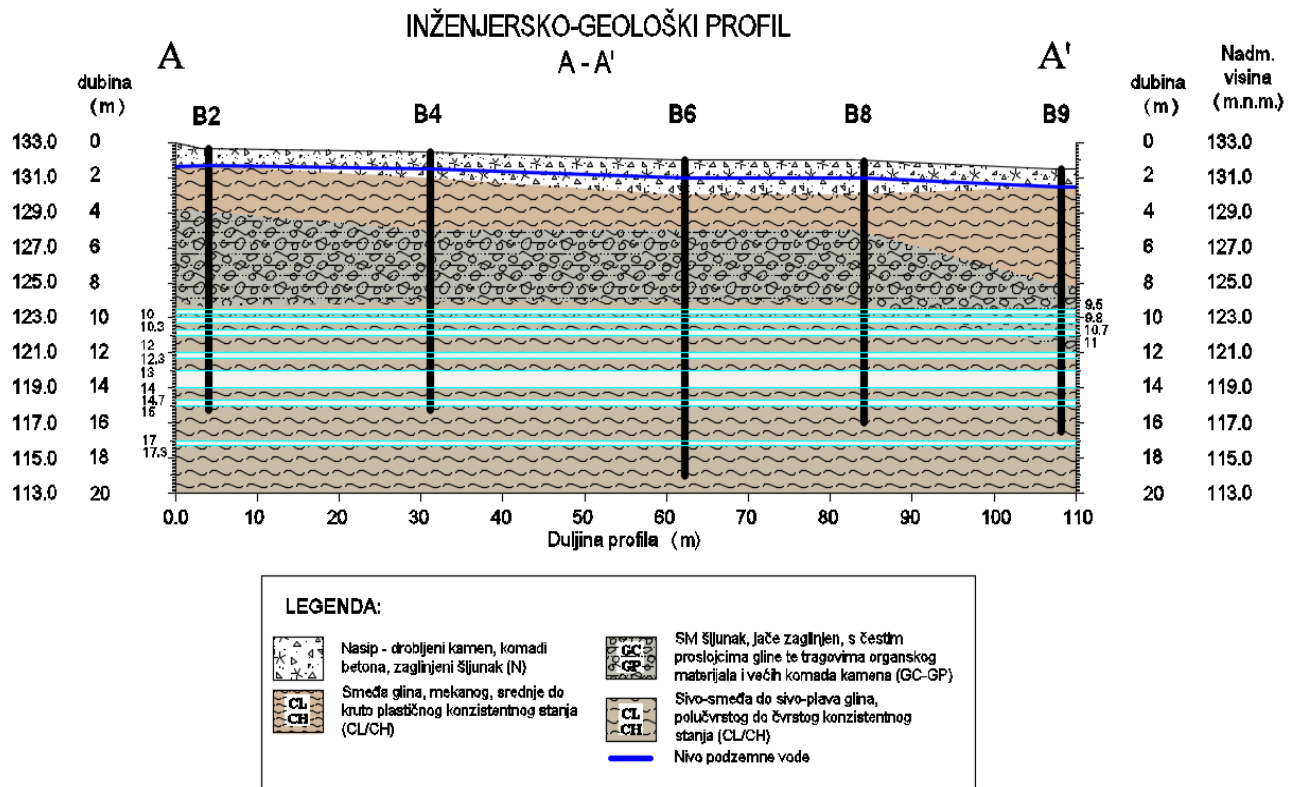 INŽENJERSKO-GEOLOŠKI PROFIL
A - A'
A
A'
dubina
(m)
dubina
(m)
Nadm.
visina
(m.n.m.)
B2
B4
B6
B8
B9
133.0 0
131.0 2
129.0 4
127.0 6
125.0 8
123.0 10
121.0 12
119.0 14
117.0 16
115.0 18
113.0 20
10
10.3
12
12.3
13
14
14.7
15
17
17.3
9.5
9.8
10.7
11
0 133.0
2 131.0
4 129.0
6 127.0
8 125.0
10 123.0
12 121.0
14 119.0
16 117.0
18 115.0
20 113.0
0.0 10 20 30 40 50 60 70 80 90 100 110
Duljina profila (m)
LEGENDA:
Nasip - drobljeni kamen, komadi
betona, zaglinjeni šljunak (N)
CL
CH
Smeđa glina, mekanog, srednje do
kruto plastičnog konzistentnog stanja
(CL/CH)
GC
GP
SM šljunak, jače zaglinjen, s čestim
proslojcima gline te tragovima organskog
materijala i većih komada kamena (GC-GP)
CL
CH
Sivo-smeđa do sivo-plava glina,
polučvrstog do čvrstog konzistentnog
stanja (CL/CH)
Nivo podzemne vode